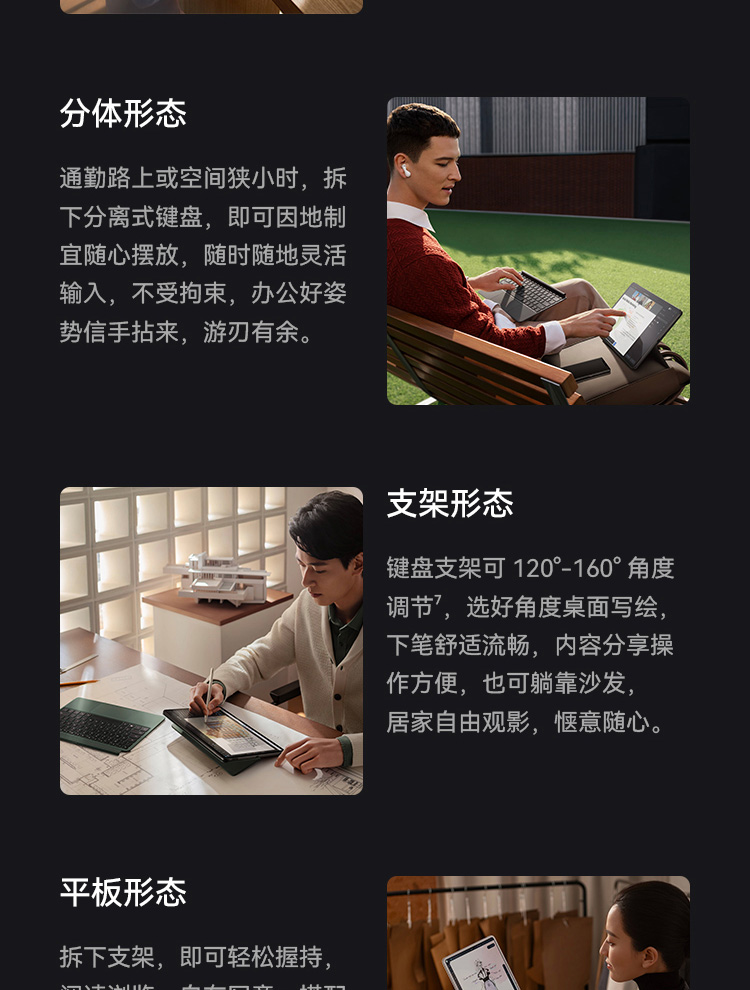 分体形态
通勤路上或空间狭小时，拆
下分离式键盘，即可因地制
宜随心摆放，随时随地灵活
输入，不受拘束，办公好姿
势信手拈来，游刃有余。
支架形态
键盘支架可 120°-160° 角度
调节⁷，选好角度桌面写绘，
下笔舒适流畅，内容分享操
作方便，也可躺靠沙发，
居家自由观影，惬意随心。
平板形态
拆下支架，即可轻松握持，